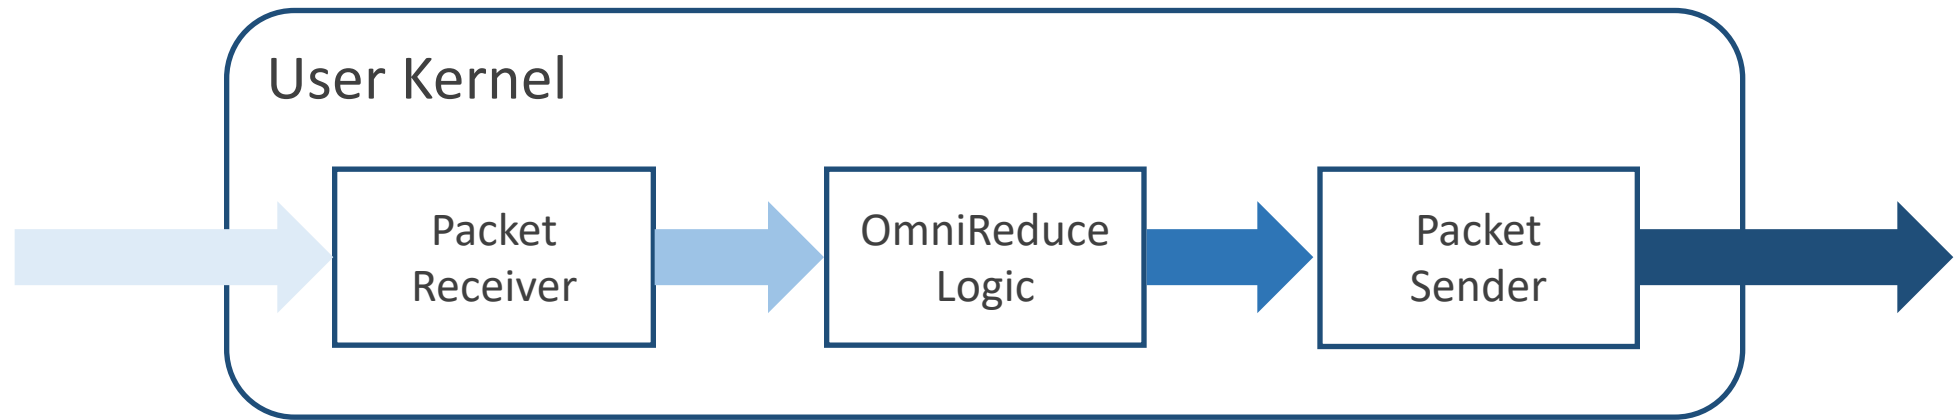 User Kernel
Packet
Receiver
OmniReduce
Logic
Packet
Sender